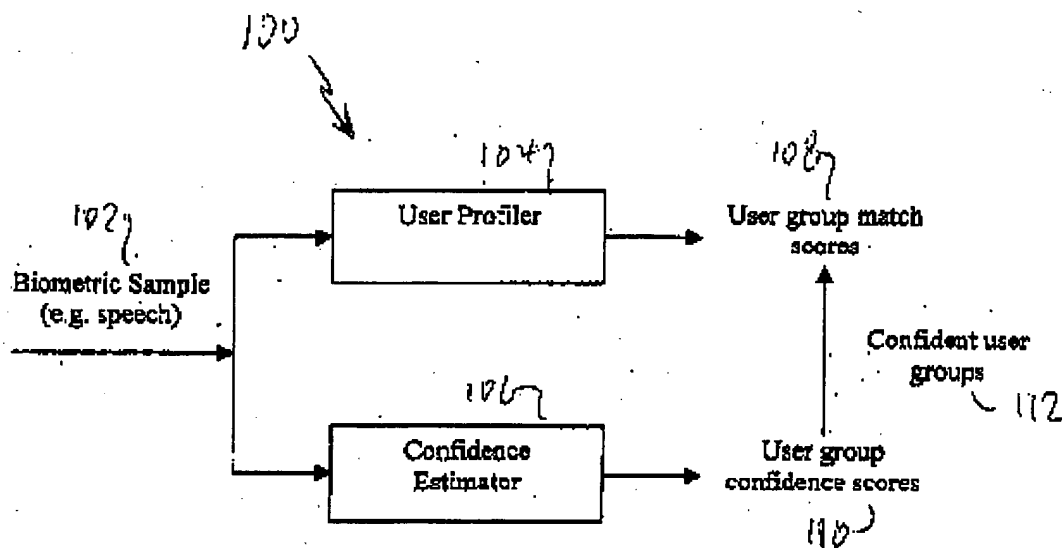 100
104
108
User Profiler
User group match
scores
102
Biometric Sample
(e.g. speech)
Confident user
groups
112
106
Confidence
Estimator
User group
confidence scores
110